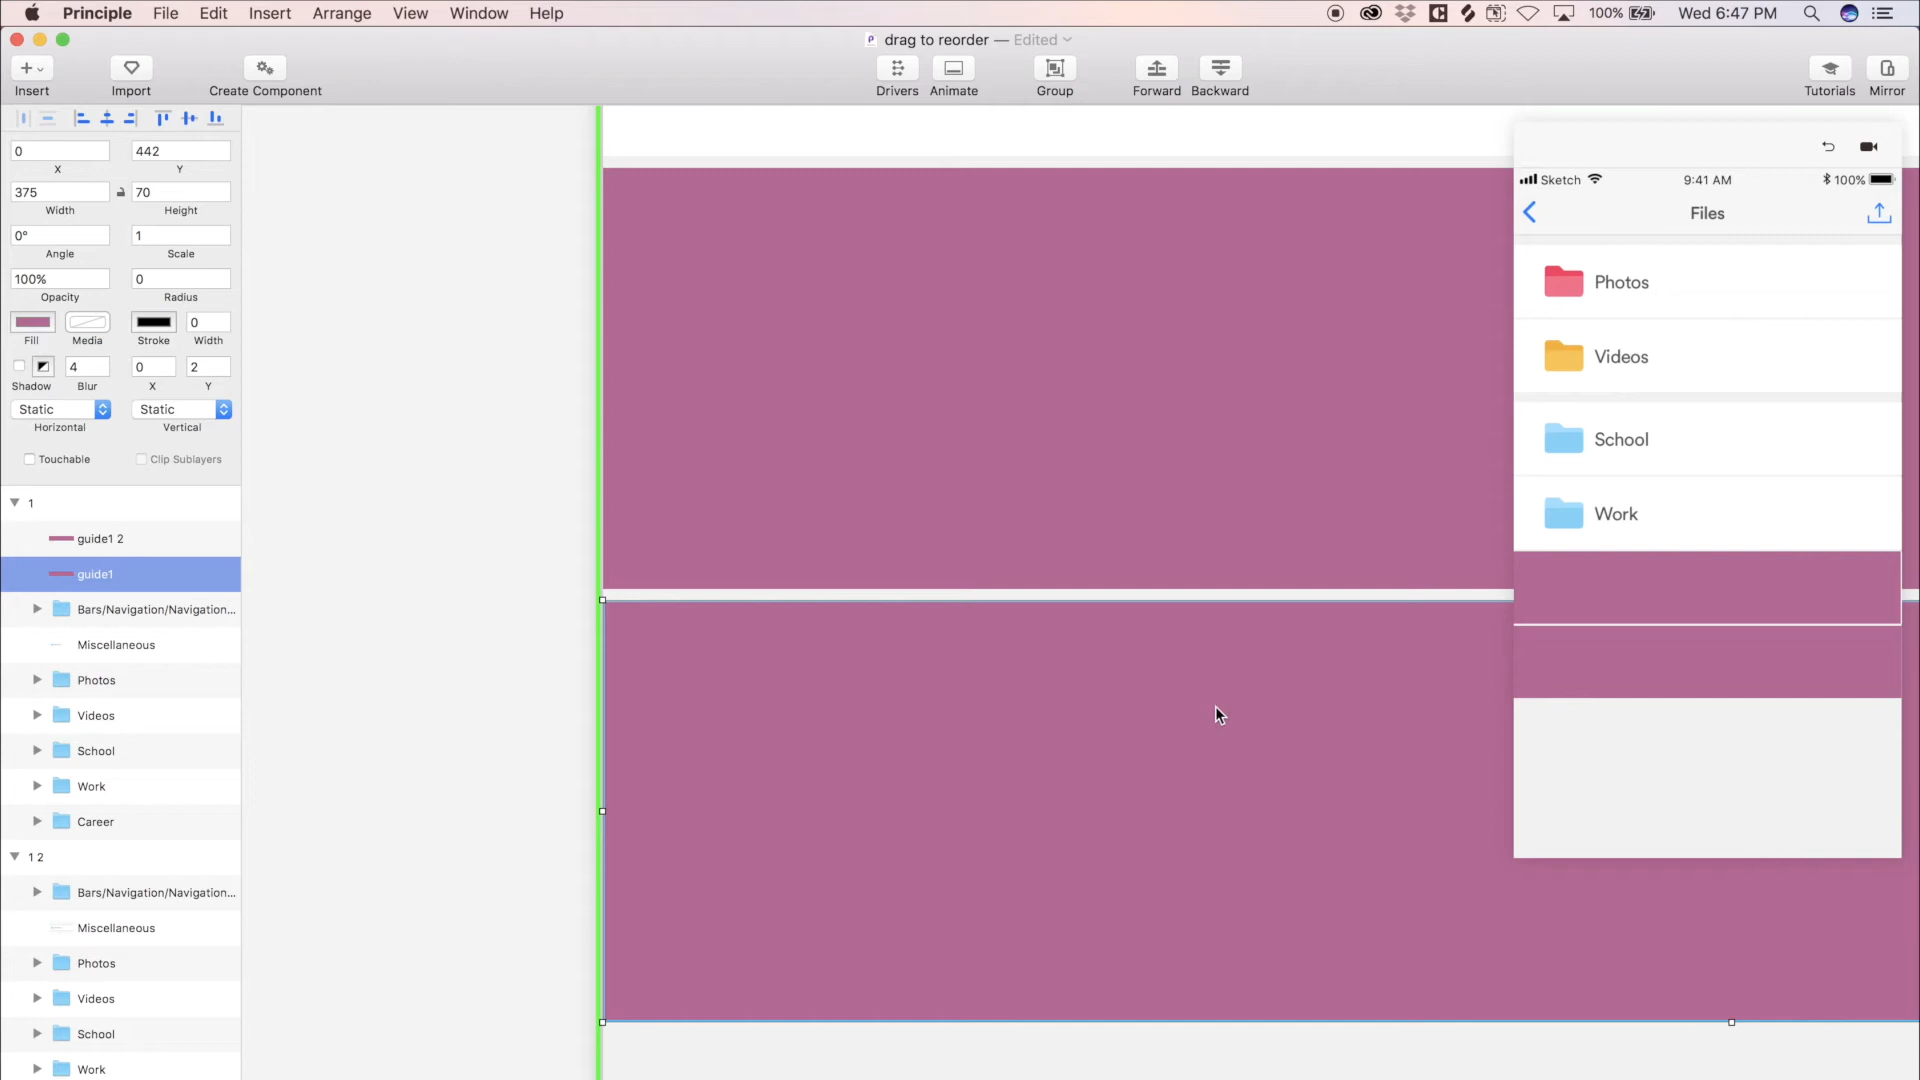 Principle File Edit Insert Arrange View Window Help 100% Wed 6:47 PM
drag to reorder — Edited
Insert Import Create Component Drivers Animate Group Forward Backward Tutorials Mirror
0 442
X Y
375 70
Width Height
0° 1
Angle Scale
100% 0
Opacity Radius
0
Fill Media Stroke Width
4 0 2
Shadow Blur X Y
Static Static
Horizontal Vertical
Touchable Clip Sublayers
1
guide1 2
guide1
Bars/Navigation/Navigation...
Miscellaneous
Photos
Videos
School
Work
Career
1 2
Bars/Navigation/Navigation...
Miscellaneous
Photos
Videos
School
Work
Sketch 9:41 AM 100%
Files
Photos
Videos
School
Work